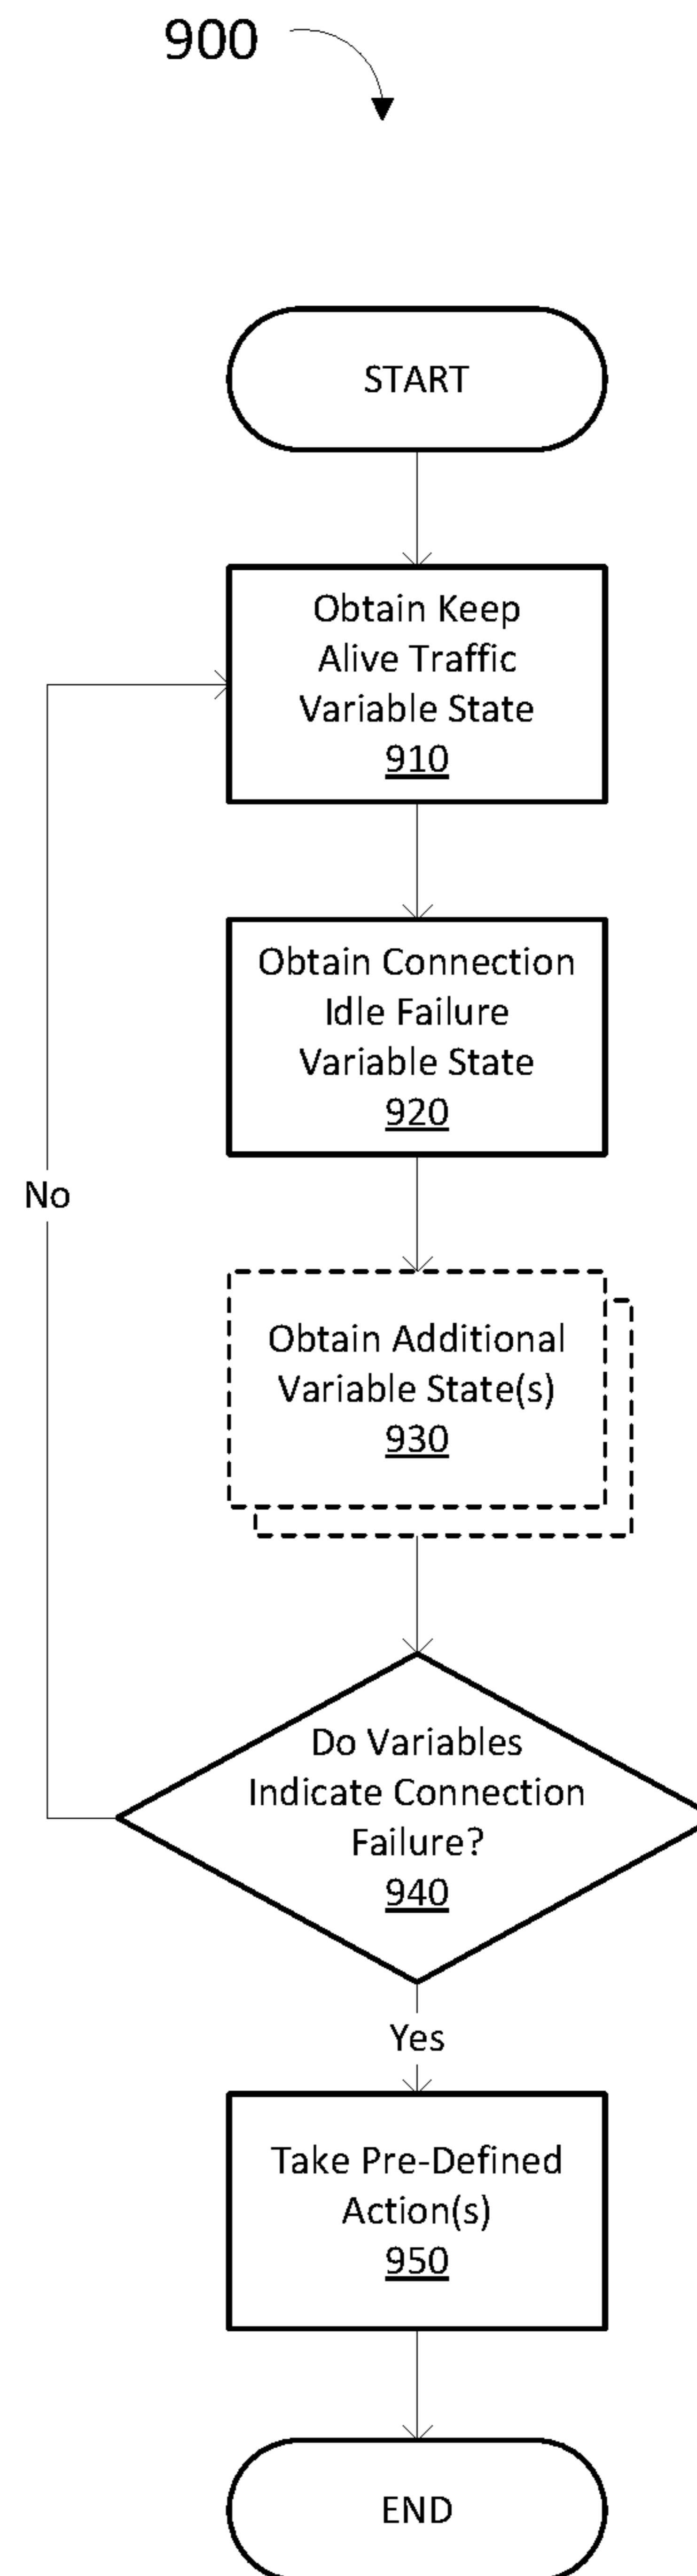 900
START
Obtain Keep
Alive Traffic
Variable State
910
Obtain Connection
Idle Failure
Variable State
920
No
Obtain Additional
Variable State(s)
930
Do Variables
Indicate Connection
Failure?
940
Yes
Take Pre-Defined
Action(s)
950
END